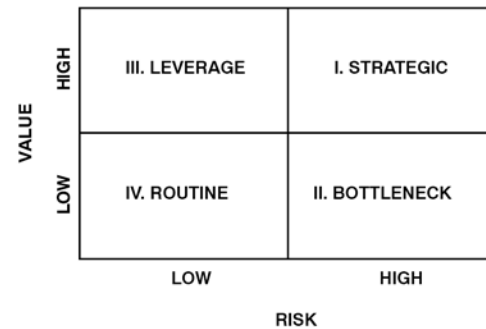 HIGH
III. LEVERAGE
I. STRATEGIC
VALUE
LOW
IV. ROUTINE
II. BOTTLENECK
LOW
HIGH
RISK